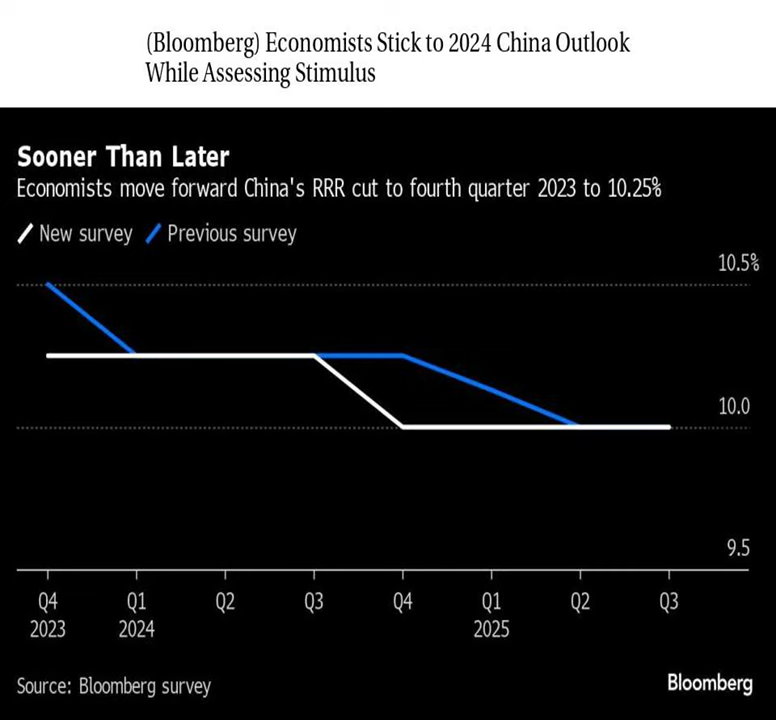 (Bloomberg) Economists Stick to 2024 China Outlook
While Assessing Stimulus
Sooner Than Later
Economists move forward China's RRR cut to fourth quarter 2023 to 10.25%
New survey Previous survey
10.5%
10.0
9.5
Q4 Q1 Q2 Q3 Q4 Q1 Q2 Q3
2023 2024 2025
Source: Bloomberg survey Bloomberg